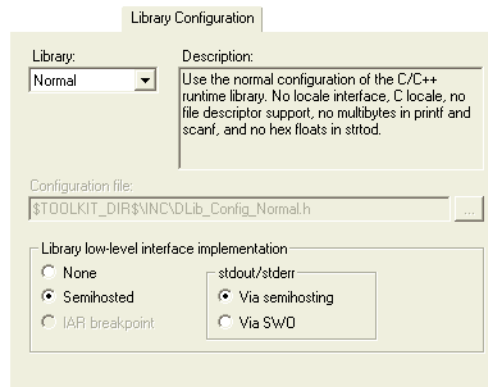 Library Configuration
Library:
Description:
Normal
Use the normal configuration of the C/C++
runtime library. No locale interface, C locale, no
file descriptor support, no multibytes in printf and
scanf, and no hex floats in strtod.
Configuration file:
$TOOLKIT_DIR$\INC\DLib_Config_Normal.h
...
Library low-level interface implementation
None
Semihosted
IAR breakpoint
stdout/stderr
Via semihosting
Via SWO